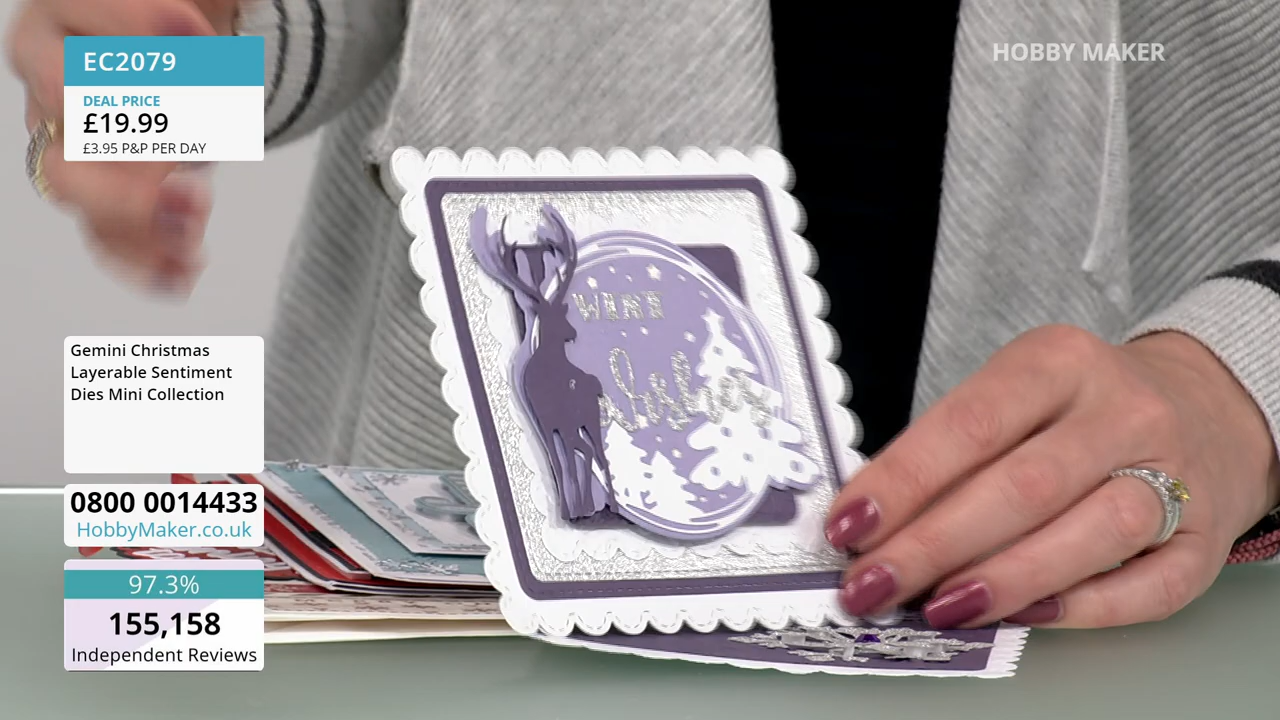 EC2079
DEAL PRICE
£19.99
£3.95 P&P PER DAY
HOBBY MAKER
Gemini Christmas
Layerable Sentiment
Dies Mini Collection
0800 0014433
HobbyMaker.co.uk
97.3%
155,158
Independent Reviews
Wishes